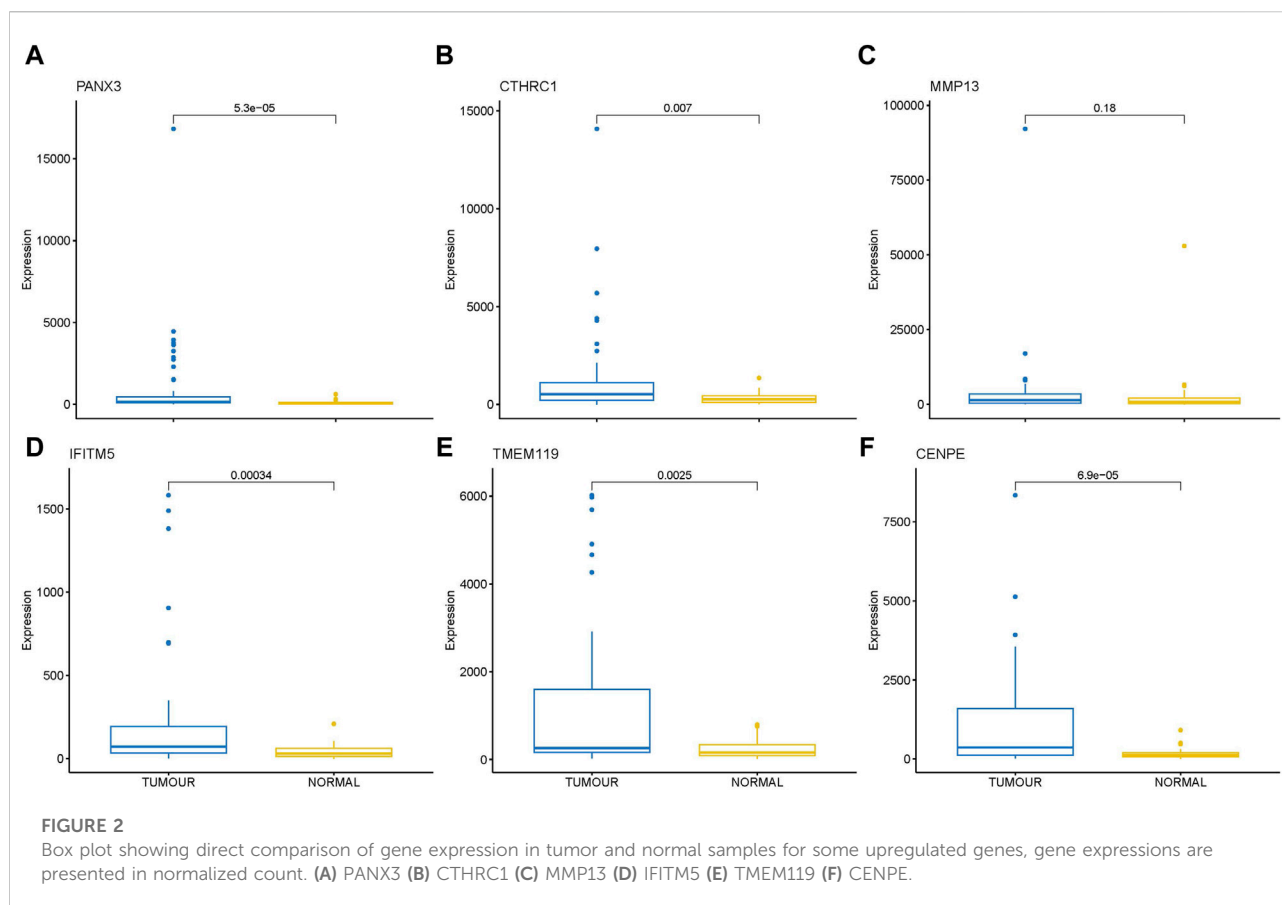 A
PANX3
5.3e−05
15000
10000
5000
0
Expression
B
CTHRC1
0.007
15000
10000
5000
0
Expression
C
MMP13
0.18
100000
75000
50000
25000
0
Expression
D
IFITM5
0.00034
1500
1000
500
0
Expression
TUMOUR NORMAL
E
TMEM119
0.0025
6000
4000
2000
0
Expression
TUMOUR NORMAL
F
CENPE
6.9e−05
7500
5000
2500
0
Expression
TUMOUR NORMAL
FIGURE 2
Box plot showing direct comparison of gene expression in tumor and normal samples for some upregulated genes, gene expressions are
presented in normalized count. (A) PANX3 (B) CTHRC1 (C) MMP13 (D) IFITM5 (E) TMEM119 (F) CENPE.